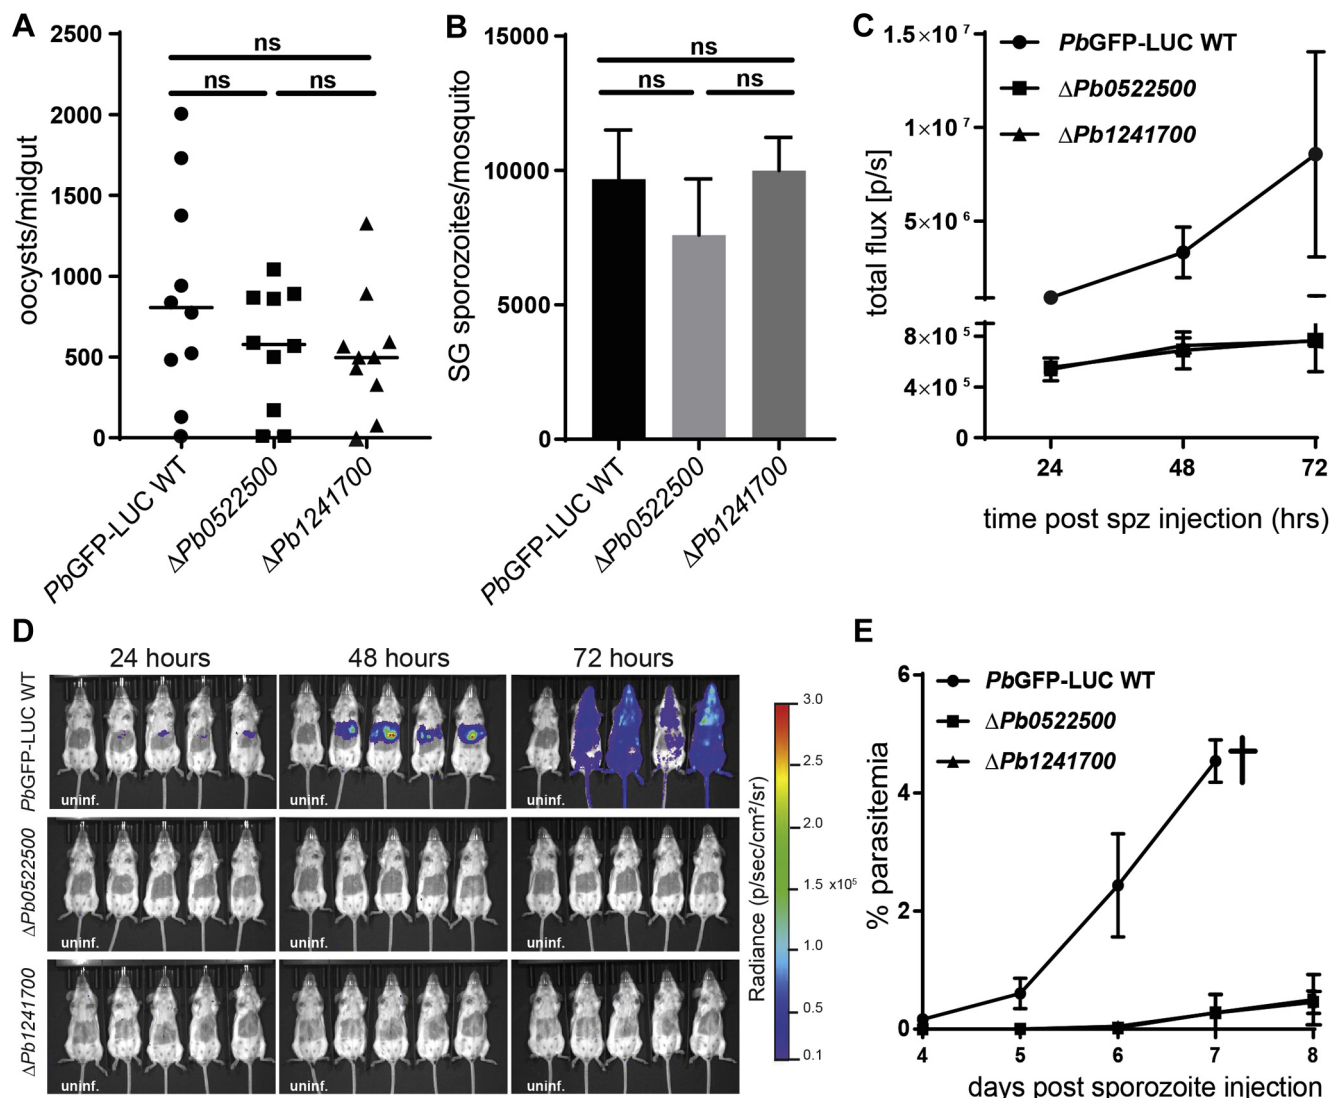 A
2500
2000
1500
1000
500
0
oocysts/midgut
ns
ns
ns
PbGFP-LUC WT
ΔPb0522500
ΔPb1241700
B
15000
10000
5000
0
SG sporozoites/mosquito
ns
ns
ns
PbGFP-LUC WT
ΔPb0522500
ΔPb1241700
C
1.5×10⁷
1×10⁷
5×10⁶
8×10⁵
4×10⁵
0
total flux [p/s]
PbGFP-LUC WT
ΔPb0522500
ΔPb1241700
24
48
72
time post spz injection (hrs)
D
24 hours
48 hours
72 hours
PbGFP-LUC WT
uninf.
uninf.
uninf.
ΔPb0522500
uninf.
uninf.
uninf.
ΔPb1241700
uninf.
uninf.
uninf.
3.0
2.5
2.0
1.5 x10⁵
1.0
0.5
0.1
Radiance (p/sec/cm²/sr)
E
6
4
2
0
% parasitemia
PbGFP-LUC WT
ΔPb0522500
ΔPb1241700
†
4
5
6
7
8
days post sporozoite injection